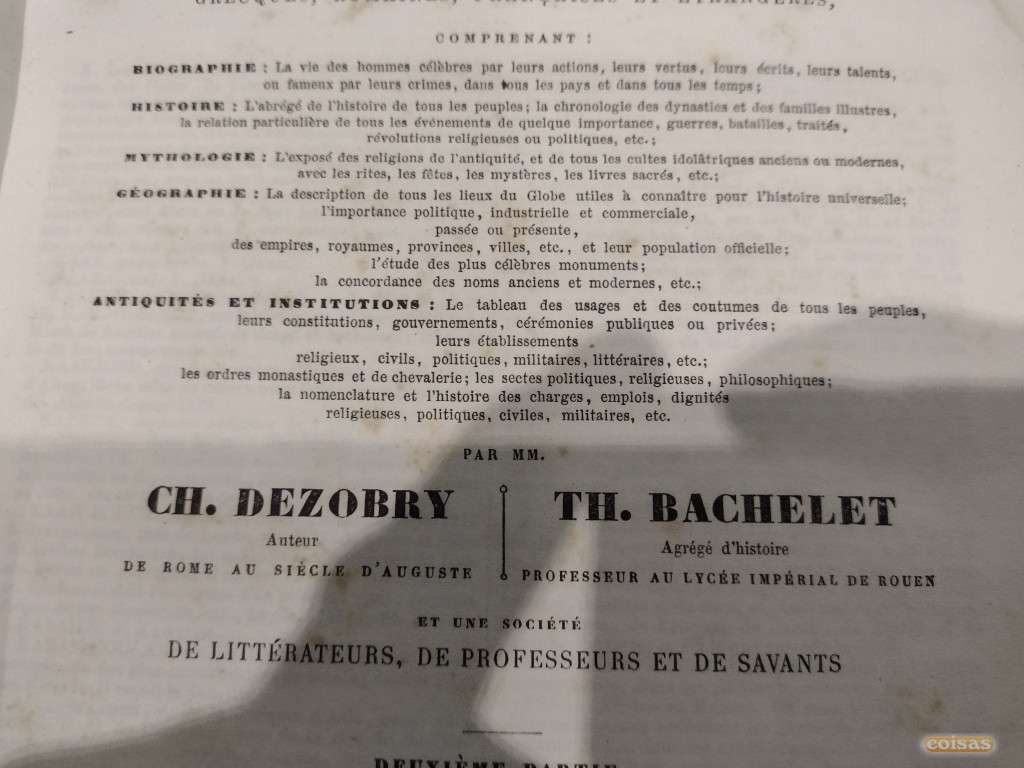 GRECQUES, ROMAINES, FRANÇAISES ET ÉTRANGÈRES,
COMPRENANT :
BIOGRAPHIE : La vie des hommes célèbres par leurs actions, leurs vertus, leurs écrits, leurs talents,
ou fameux par leurs crimes, dans tous les pays et dans tous les temps;
HISTOIRE : L'abrégé de l'histoire de tous les peuples; la chronologie des dynasties et des familles illustres,
la relation particulière de tous les événements de quelque importance, guerres, batailles, traités,
révolutions religieuses ou politiques, etc.;
MYTHOLOGIE : L'exposé des religions de l'antiquité, et de tous les cultes idolâtriques anciens ou modernes,
avec les rites, les fêtes, les mystères, les livres sacrés, etc.;
GÉOGRAPHIE : La description de tous les lieux du Globe utiles à connaître pour l'histoire universelle;
l'importance politique, industrielle et commerciale,
passée ou présente,
des empires, royaumes, provinces, villes, etc., et leur population officielle;
l'étude des plus célèbres monuments;
la concordance des noms anciens et modernes, etc.;
ANTIQUITÉS ET INSTITUTIONS : Le tableau des usages et des coutumes de tous les peuples,
leurs constitutions, gouvernements, cérémonies publiques ou privées;
leurs établissements
religieux, civils, politiques, militaires, littéraires, etc.;
les ordres monastiques et de chevalerie; les sectes politiques, religieuses, philosophiques;
la nomenclature et l'histoire des charges, emplois, dignités
religieuses, politiques, civiles, militaires, etc.
PAR MM.
CH. DEZOBRY
Auteur
DE ROME AU SIÈCLE D'AUGUSTE
TH. BACHELET
Agrégé d'histoire
PROFESSEUR AU LYCÉE IMPÉRIAL DE ROUEN
ET UNE SOCIÉTÉ
DE LITTÉRATEURS, DE PROFESSEURS ET DE SAVANTS
DEUXIÈME PARTIE
coisas